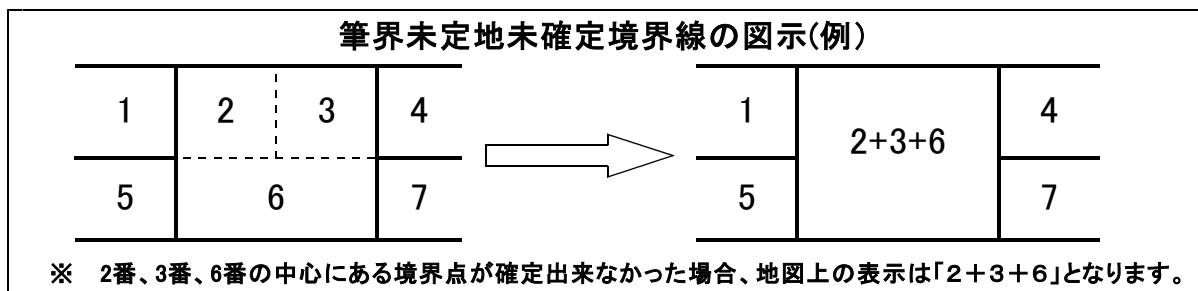 筆界未定地未確定境界線の図示(例)
1 2 3 4 1 2+3+6 4
5 6 7 5 7
※ 2番、3番、6番の中心にある境界点が確定出来なかった場合、地図上の表示は「２＋３＋６」となります。